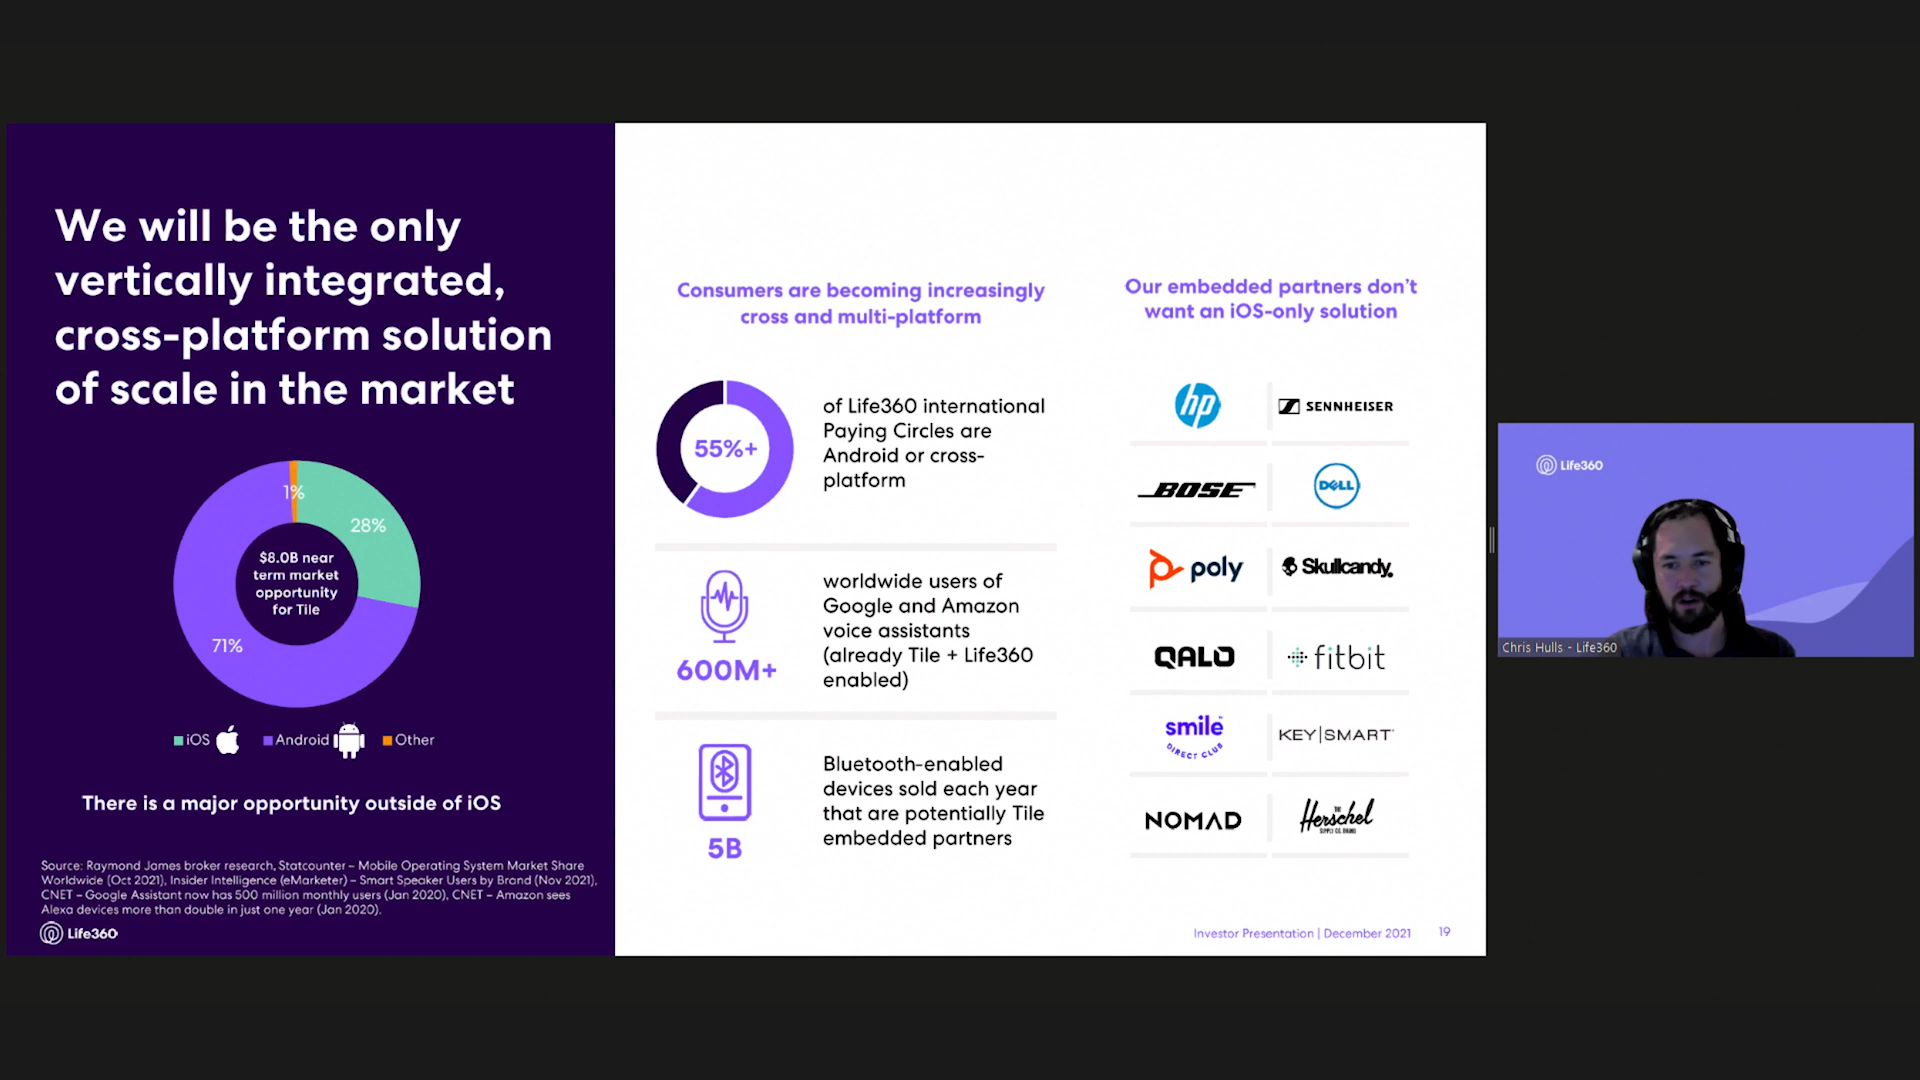 We will be the only
vertically integrated,
cross-platform solution
of scale in the market
1%
28%
$8.0B near
term market
opportunity
for Tile
71%
iOS
Android
Other
There is a major opportunity outside of iOS
Source: Raymond James broker research, Statcounter – Mobile Operating System Market Share
Worldwide (Oct 2021), Insider Intelligence (eMarketer) – Smart Speaker Users by Brand (Nov 2021),
CNET – Google Assistant now has 500 million monthly users (Jan 2020), CNET – Amazon sees
Alexa devices more than double in just one year (Jan 2020).
Life360
Consumers are becoming increasingly
cross and multi-platform
55%+
of Life360 international
Paying Circles are
Android or cross-
platform
600M+
worldwide users of
Google and Amazon
voice assistants
(already Tile + Life360
enabled)
5B
Bluetooth-enabled
devices sold each year
that are potentially Tile
embedded partners
Our embedded partners don’t
want an iOS-only solution
hp
SENNHEISER
BOSE
DELL
poly
Skullcandy
QALO
fitbit
smile
DIRECT CLUB
KEY|SMART
NOMAD
THE
Herschel
SUPPLY CO. BRAND
Investor Presentation | December 2021
19
Life360
Chris Hulls - Life360